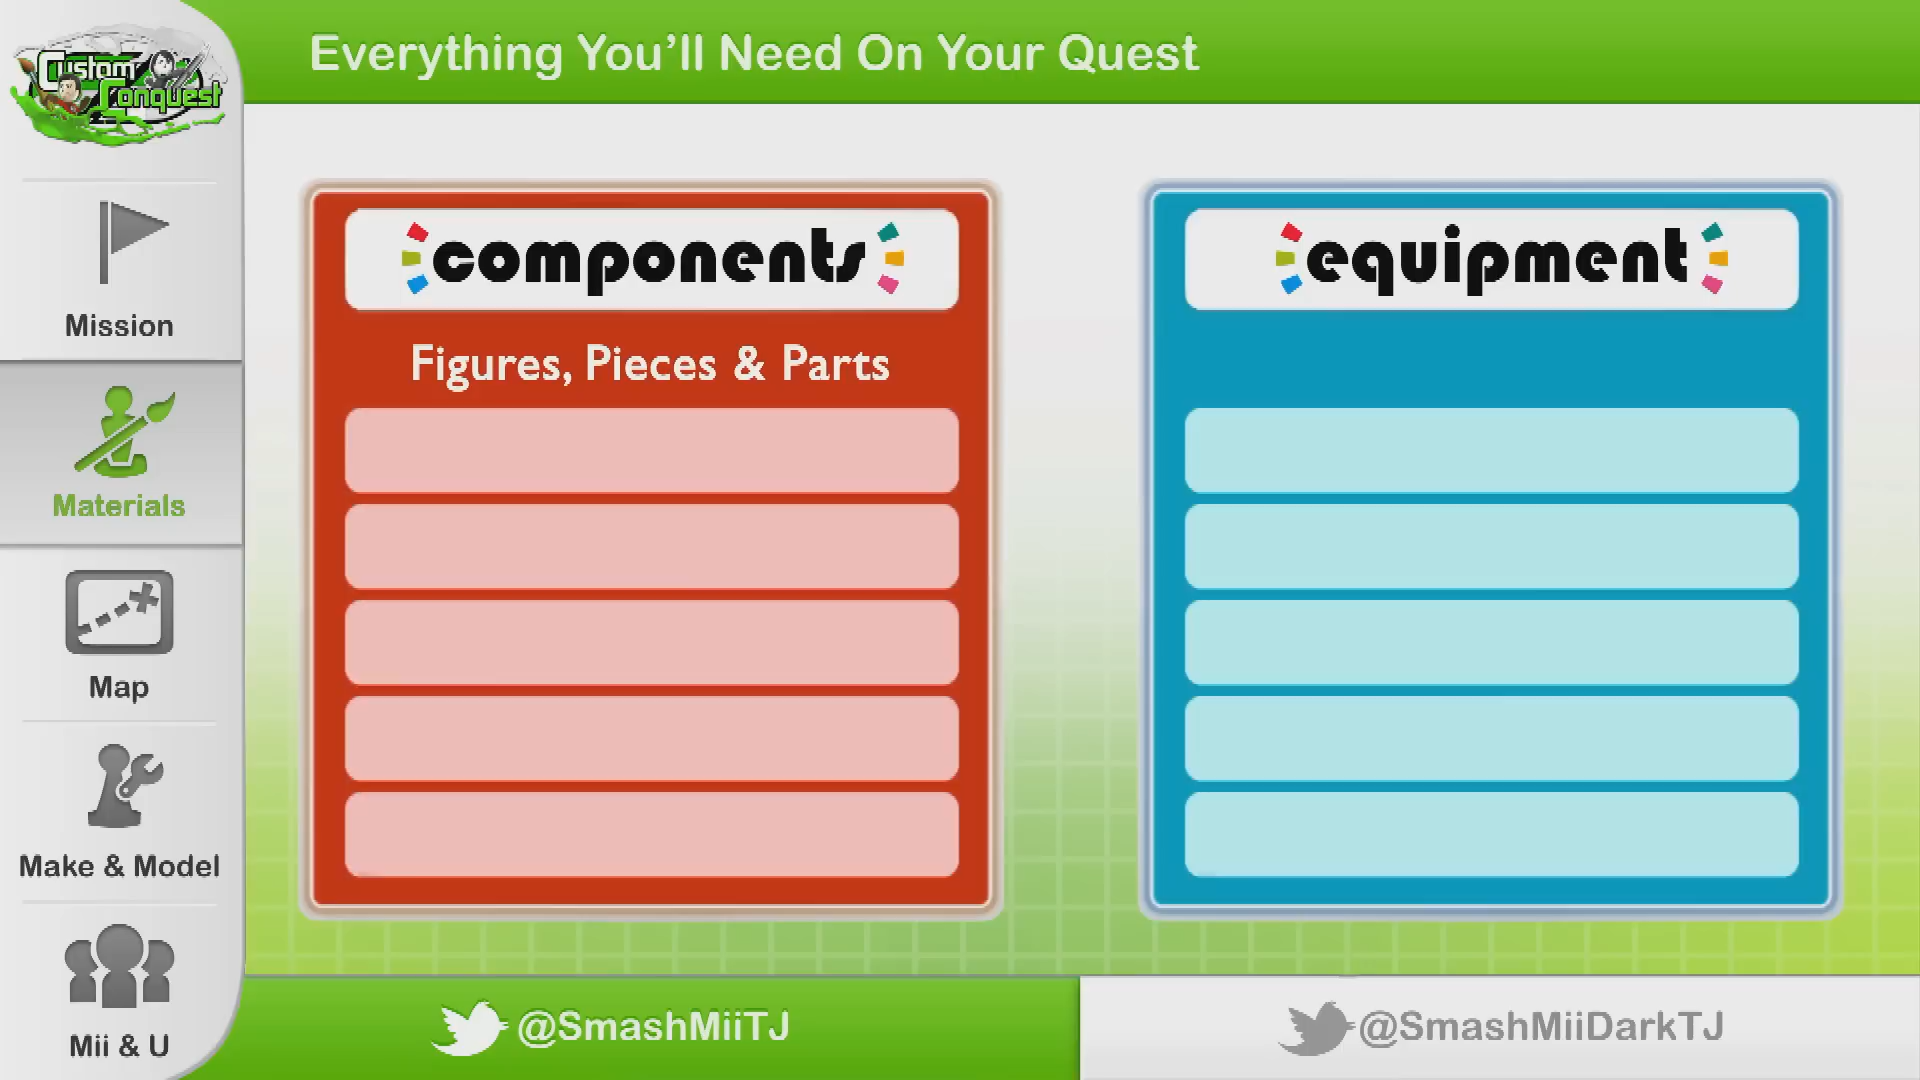 Custom
Conquest
Everything You'll Need On Your Quest
Mission
Materials
Map
Make & Model
Mii & U
components
Figures, Pieces & Parts
equipment
@SmashMiiTJ
@SmashMiiDarkTJ